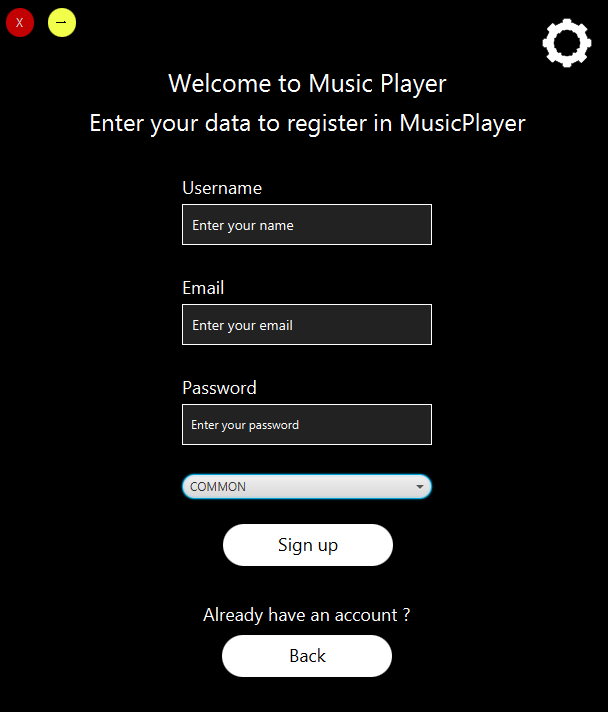 X
Welcome to Music Player
Enter your data to register in MusicPlayer
Username
Enter your name
Email
Enter your email
Password
Enter your password
COMMON
Sign up
Already have an account ?
Back